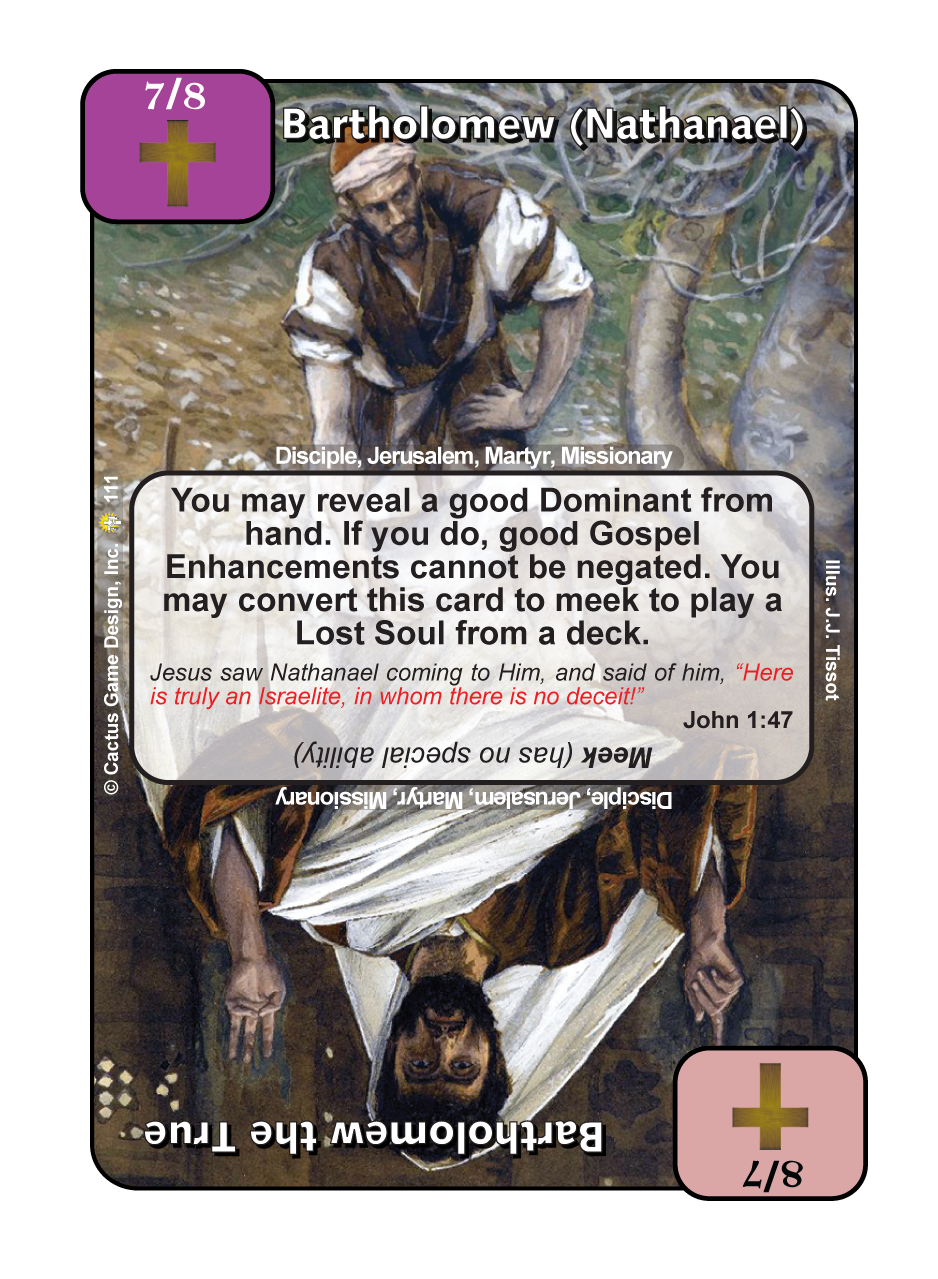 7/8
Bartholomew (Nathanael)
Disciple, Jerusalem, Martyr, Missionary
You may reveal a good Dominant from
hand. If you do, good Gospel
Enhancements cannot be negated. You
may convert this card to meek to play a
Lost Soul from a deck.
Jesus saw Nathanael coming to Him, and said of him, “Here
is truly an Israelite, in whom there is no deceit!”
John 1:47
Meek (has no special ability)
Disciple, Jerusalem, Martyr, Missionary
Bartholomew the True
8/7
© Cactus Game Design, Inc. 111
Illus. J.J. Tissot